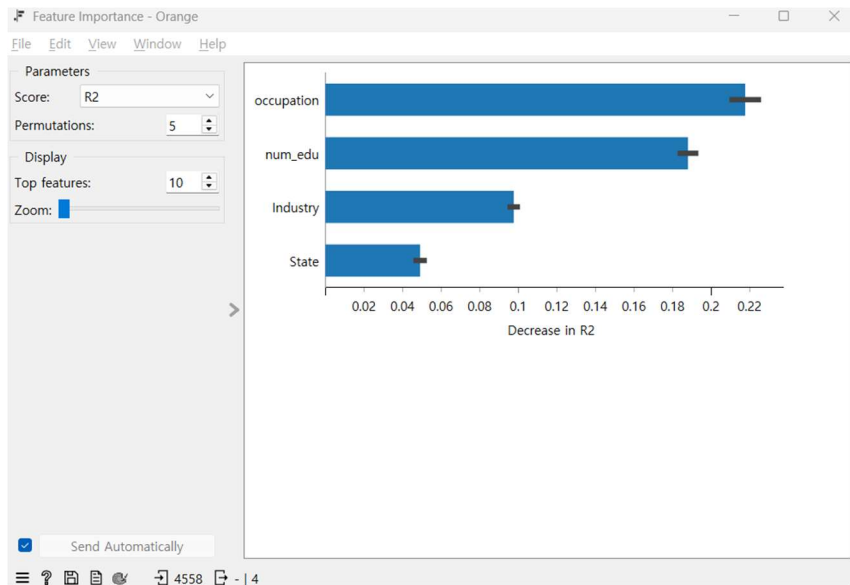 Feature Importance - Orange
File Edit View Window Help
Parameters
Score: R2
Permutations: 5
Display
Top features: 10
Zoom:
occupation
num_edu
Industry
State
0.02 0.04 0.06 0.08 0.1 0.12 0.14 0.16 0.18 0.2 0.22
Decrease in R2
Send Automatically
4558 - | 4